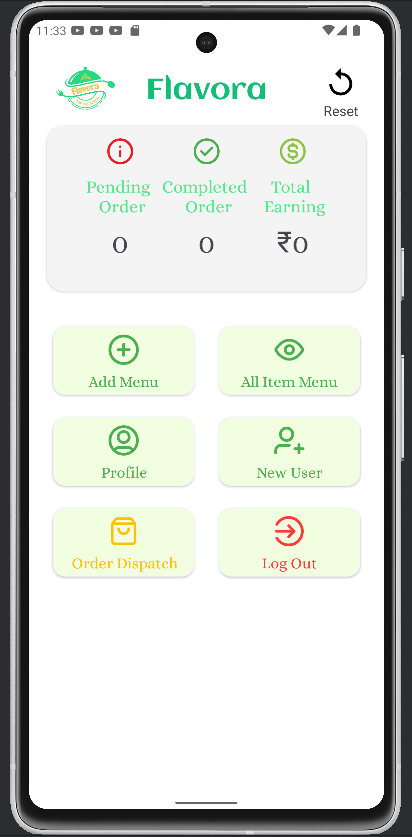 11:33
Flavora
Flavora
Reset
Pending Order
Completed Order
Total Earning
0
0
₹0
Add Menu
All Item Menu
Profile
New User
Order Dispatch
Log Out